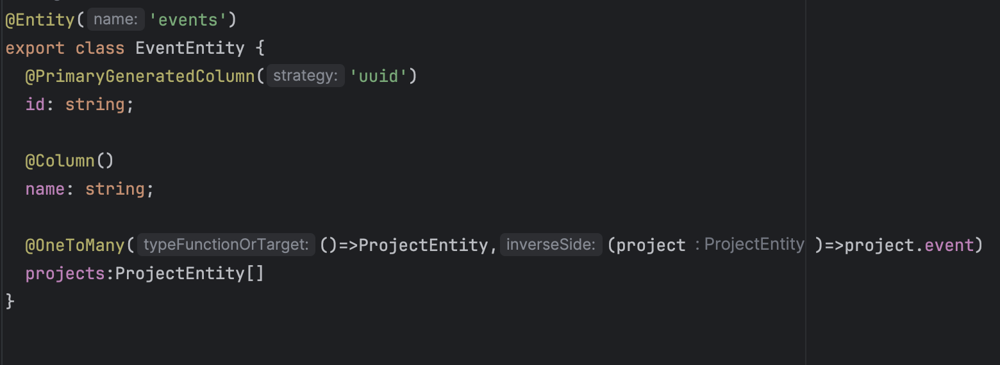 @Entity( name: 'events')
export class EventEntity {
@PrimaryGeneratedColumn( strategy: 'uuid')
id: string;
@Column()
name: string;
@OneToMany( typeFunctionOrTarget: ()=>ProjectEntity, inverseSide: (project : ProjectEntity )=>project.event)
projects:ProjectEntity[]
}